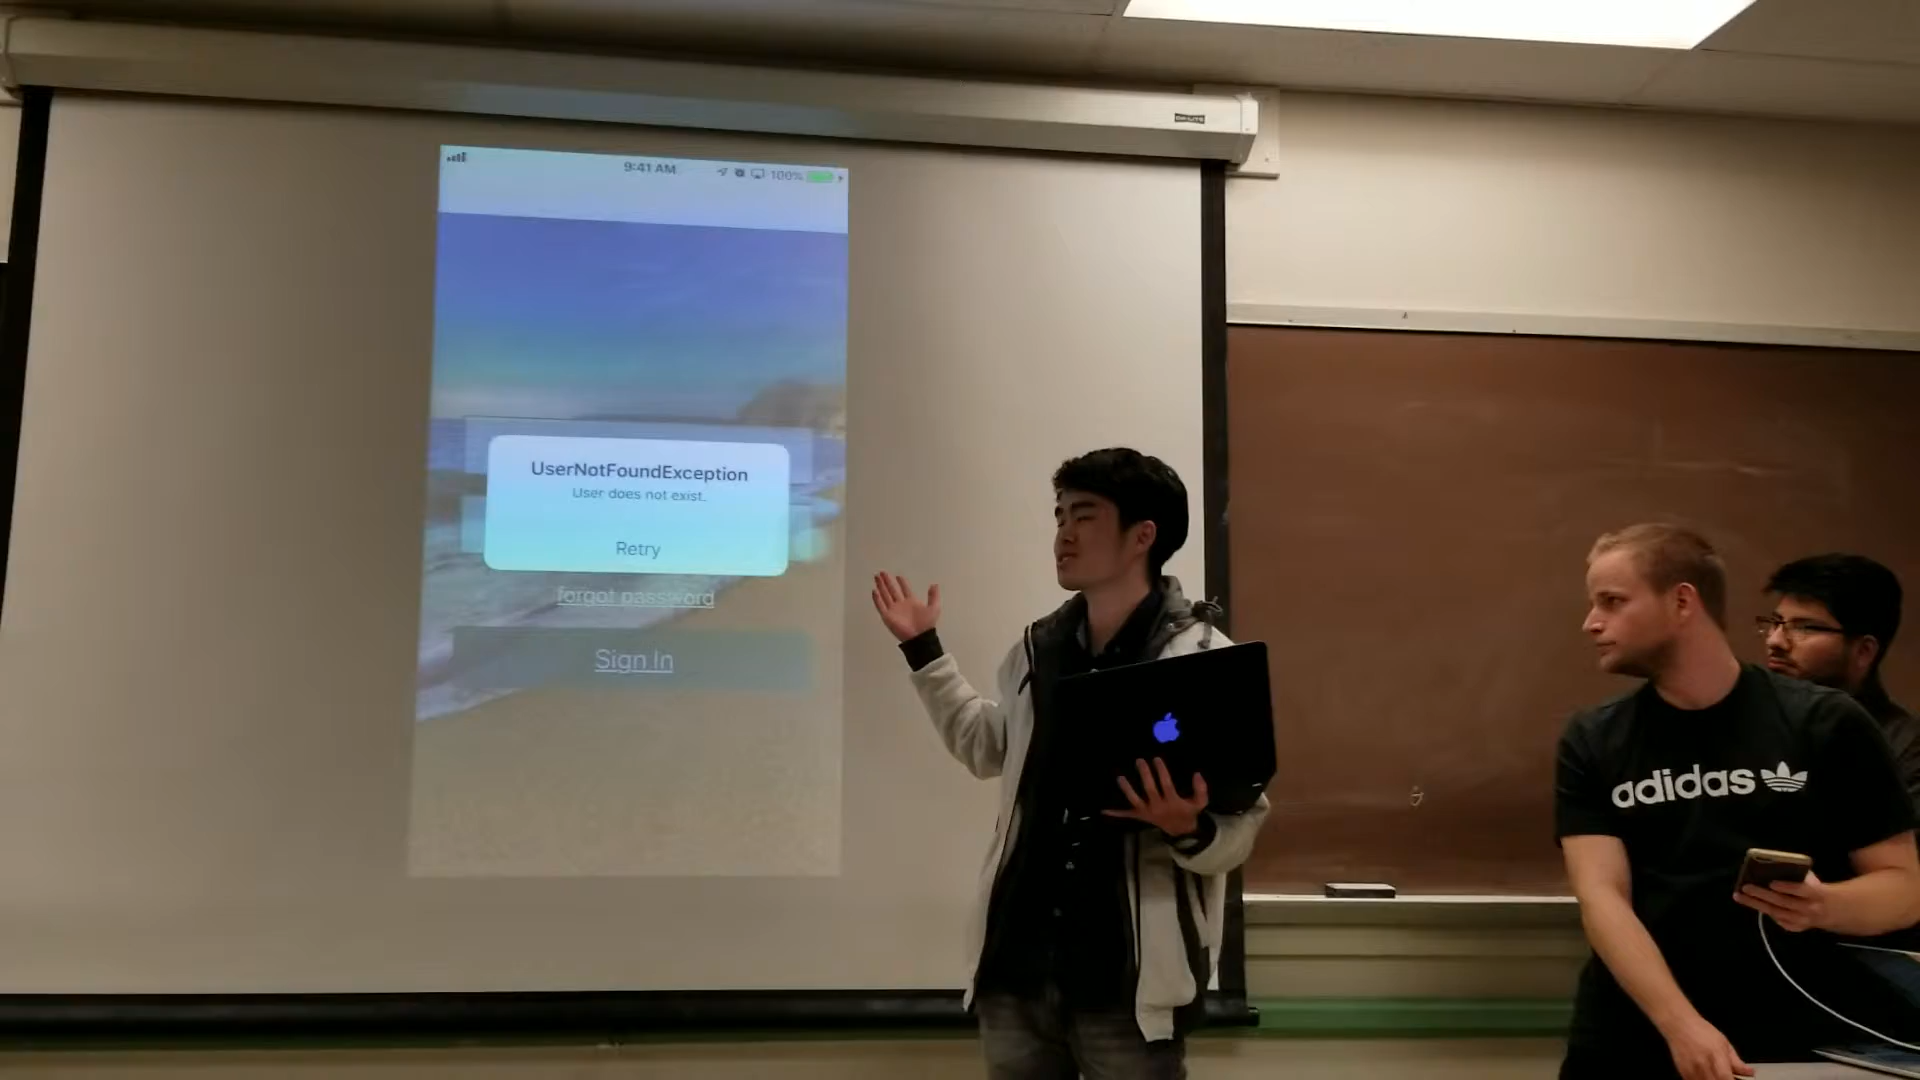 9:41 AM 100%
UserNotFoundException
User does not exist.
Retry
forgot password
Sign In
adidas